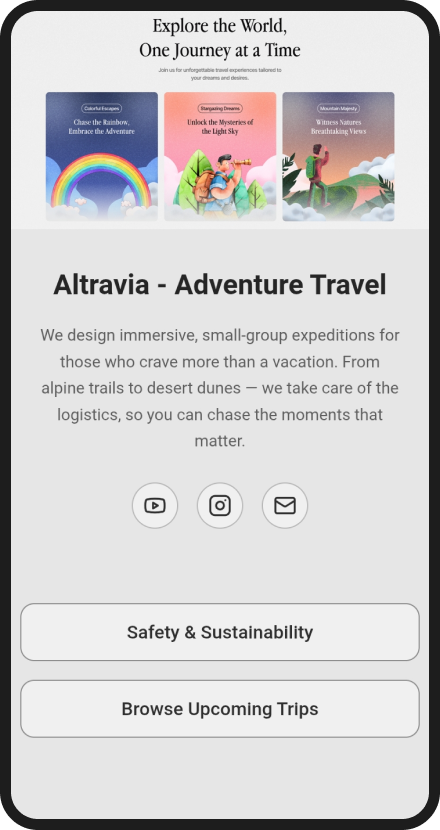 Explore the World,
One Journey at a Time
Join us for unforgettable travel experiences tailored to
your dreams and desires.
Colorful Escapes
Chase the Rainbow,
Embrace the Adventure
Stargazing Dreams
Unlock the Mysteries of
the Light Sky
Mountain Majesty
Witness Natures
Breathtaking Views
Altravia - Adventure Travel
We design immersive, small-group expeditions for
those who crave more than a vacation. From
alpine trails to desert dunes — we take care of the
logistics, so you can chase the moments that
matter.
Safety & Sustainability
Browse Upcoming Trips